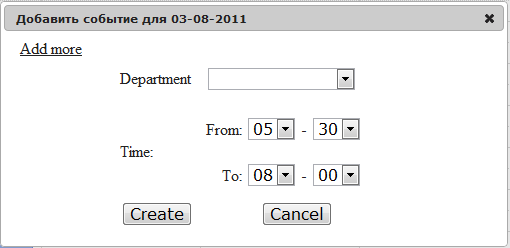 Добавить событие для 03-08-2011
Add more
Department
From: 05 - 30
Time:
To: 08 - 00
Create Cancel